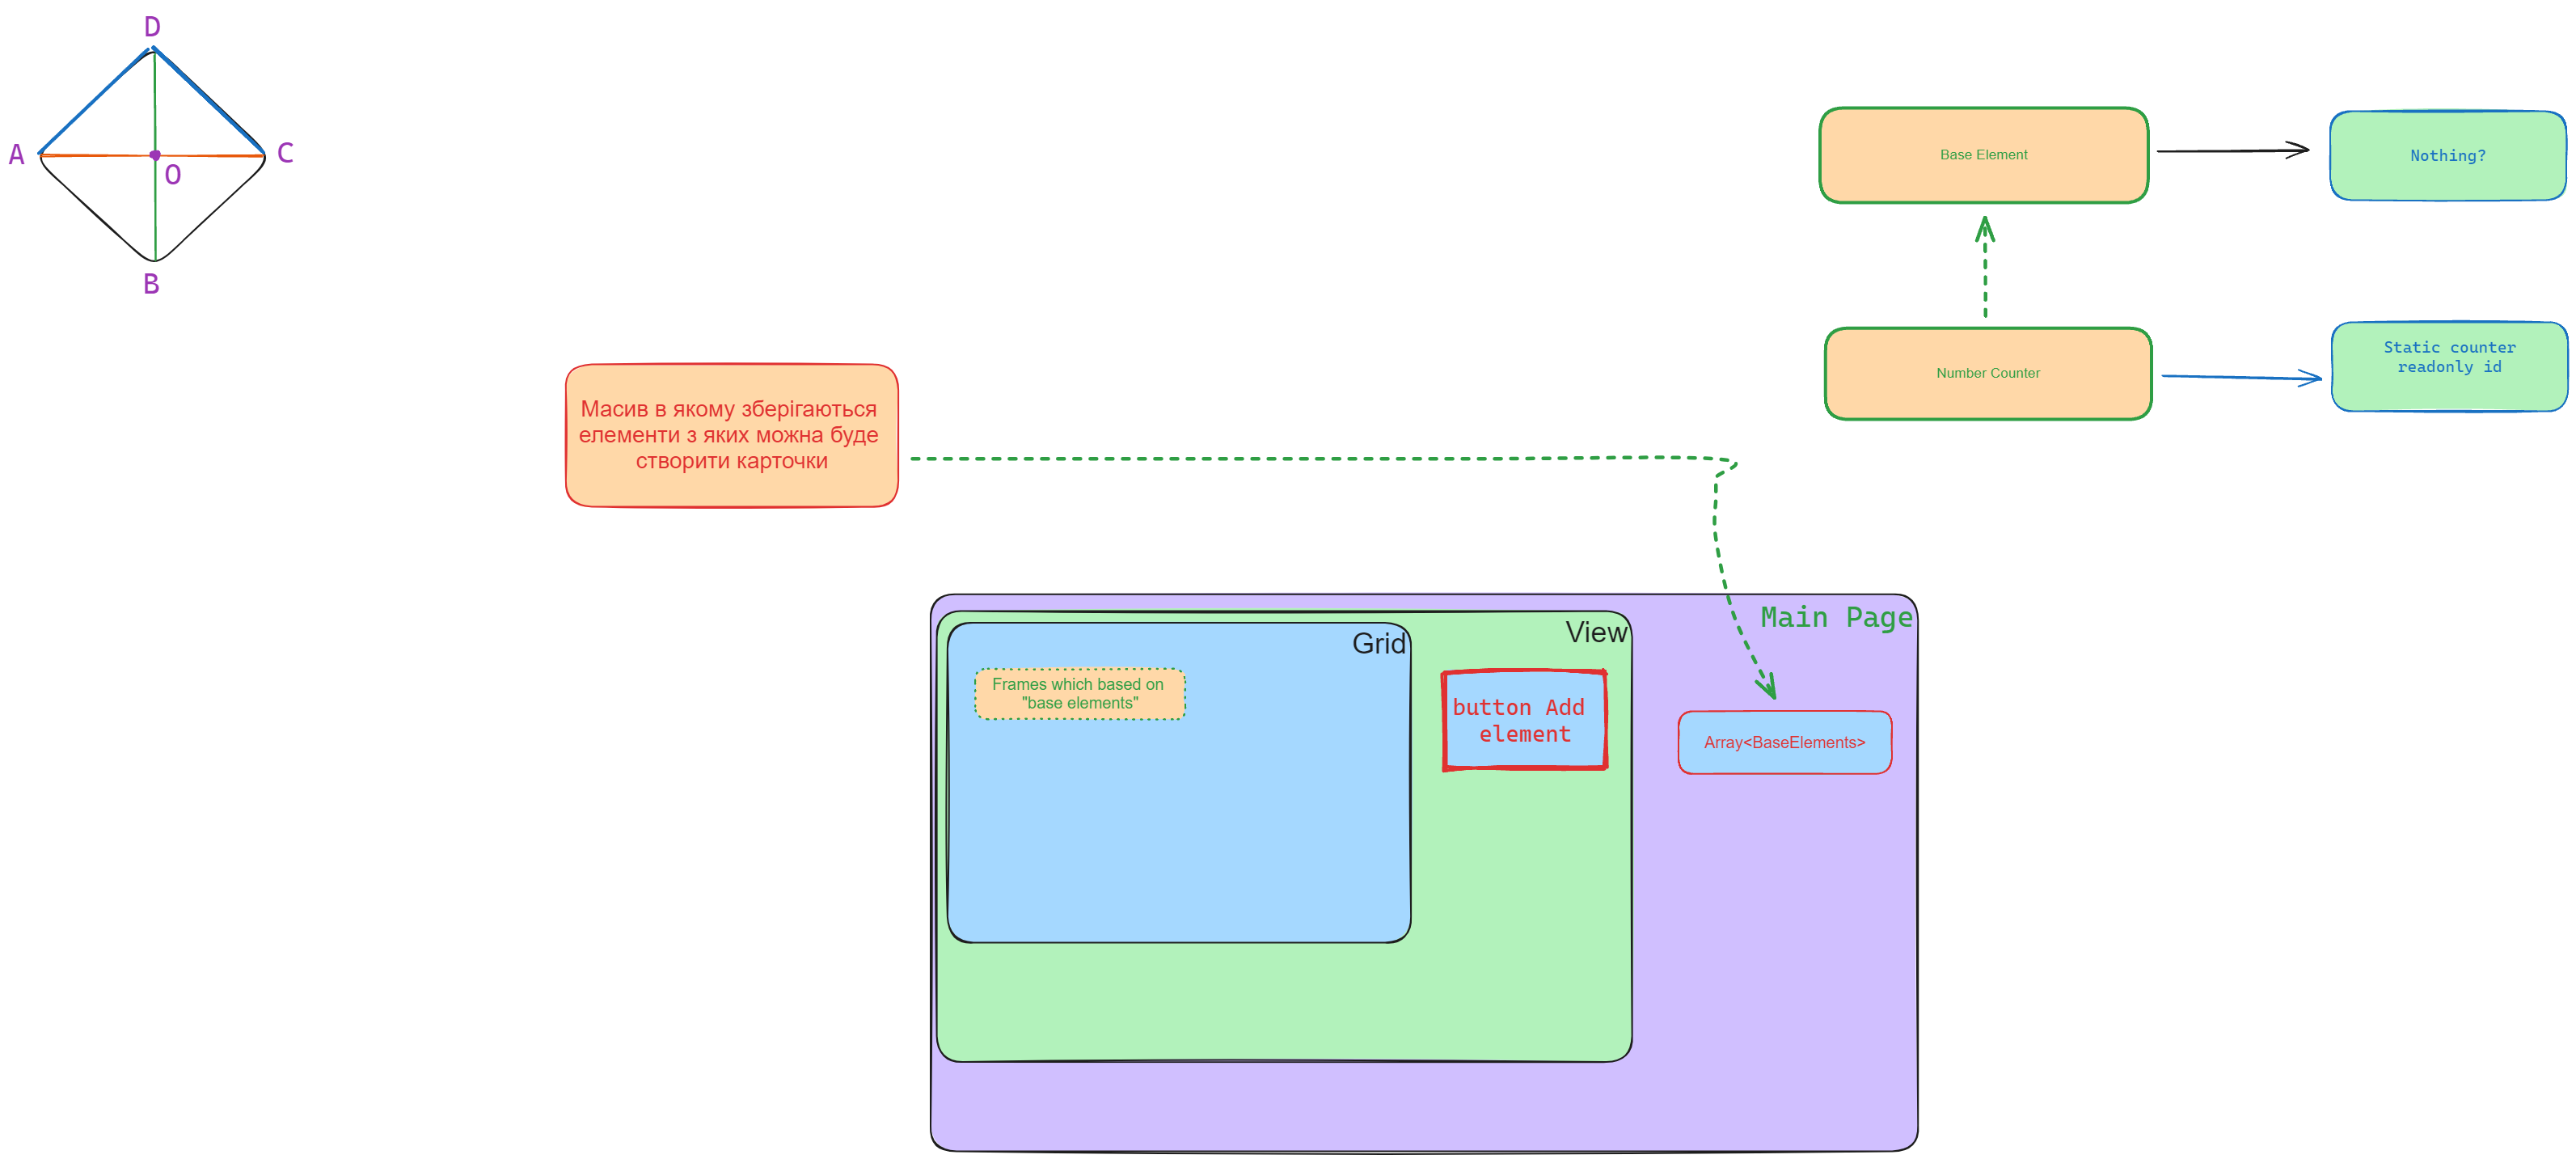 D
A
C
O
B
Base Element
Nothing?
Number Counter
Static counter
readonly id
Масив в якому зберігаються
елементи з яких можна буде
створити карточки
Main Page
View
Grid
Frames which based on
"base elements"
button Add
element
Array<BaseElements>